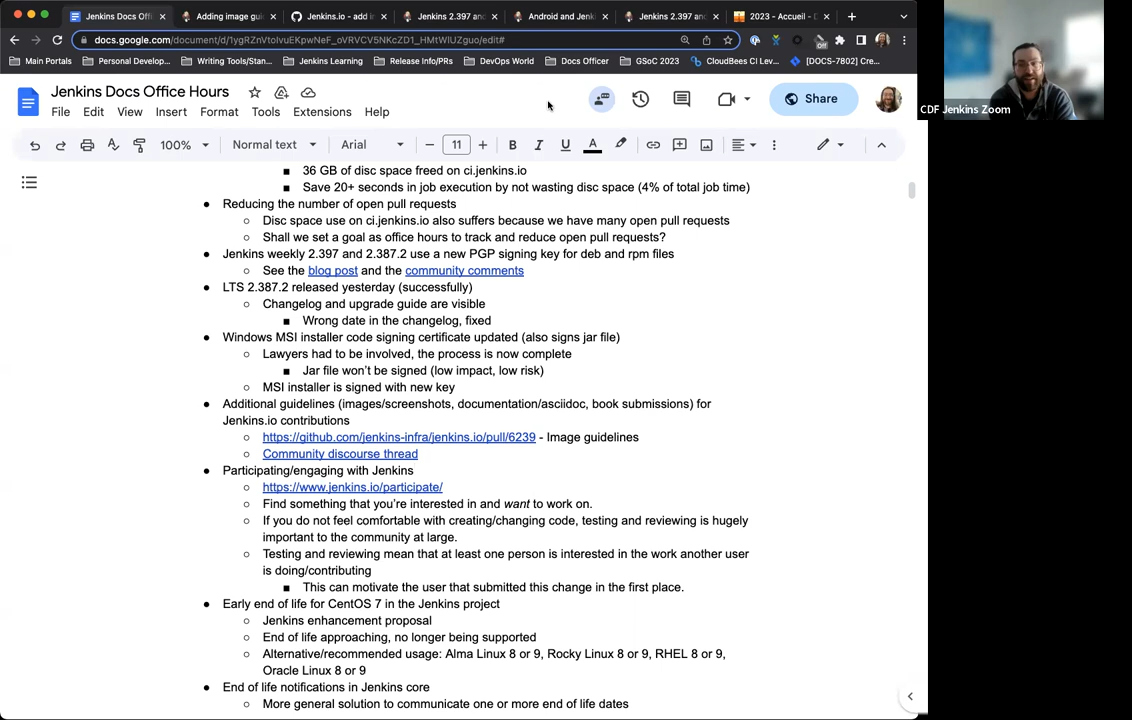 Jenkins Docs Offi
Adding image gui
Jenkins.io - add i
Jenkins 2.397 and
Android and Jenk
Jenkins 2.397 and
2023 - Accueil - D
docs.google.com/document/d/1ygRZnVtoIvuEKpwNeF_oVRVCV5NKcZD1_HMtWlUZguo/edit#
Off
Main Portals
Personal Develop...
Writing Tools/Stan...
Jenkins Learning
Release Info/PRs
DevOps World
Docs Officer
GSoC 2023
CloudBees CI Lev...
[DOCS-7802] (Cre...
Jenkins Docs Office Hours
File Edit View Insert Format Tools Extensions Help
Share
CDF Jenkins Zoom
100%
Normal text
Arial
11
B I U A
36 GB of disc space freed on ci.jenkins.io
Save 20+ seconds in job execution by not wasting disc space (4% of total job time)
Reducing the number of open pull requests
Disc space use on ci.jenkins.io also suffers because we have many open pull requests
Shall we set a goal as office hours to track and reduce open pull requests?
Jenkins weekly 2.397 and 2.387.2 use a new PGP signing key for deb and rpm files
See the blog post and the community comments
LTS 2.387.2 released yesterday (successfully)
Changelog and upgrade guide are visible
Wrong date in the changelog, fixed
Windows MSI installer code signing certificate updated (also signs jar file)
Lawyers had to be involved, the process is now complete
Jar file won't be signed (low impact, low risk)
MSI installer is signed with new key
Additional guidelines (images/screenshots, documentation/asciidoc, book submissions) for
Jenkins.io contributions
https://github.com/jenkins-infra/jenkins.io/pull/6239 - Image guidelines
Community discourse thread
Participating/engaging with Jenkins
https://www.jenkins.io/participate/
Find something that you're interested in and want to work on.
If you do not feel comfortable with creating/changing code, testing and reviewing is hugely
important to the community at large.
Testing and reviewing mean that at least one person is interested in the work another user
is doing/contributing
This can motivate the user that submitted this change in the first place.
Early end of life for CentOS 7 in the Jenkins project
Jenkins enhancement proposal
End of life approaching, no longer being supported
Alternative/recommended usage: Alma Linux 8 or 9, Rocky Linux 8 or 9, RHEL 8 or 9,
Oracle Linux 8 or 9
End of life notifications in Jenkins core
More general solution to communicate one or more end of life dates